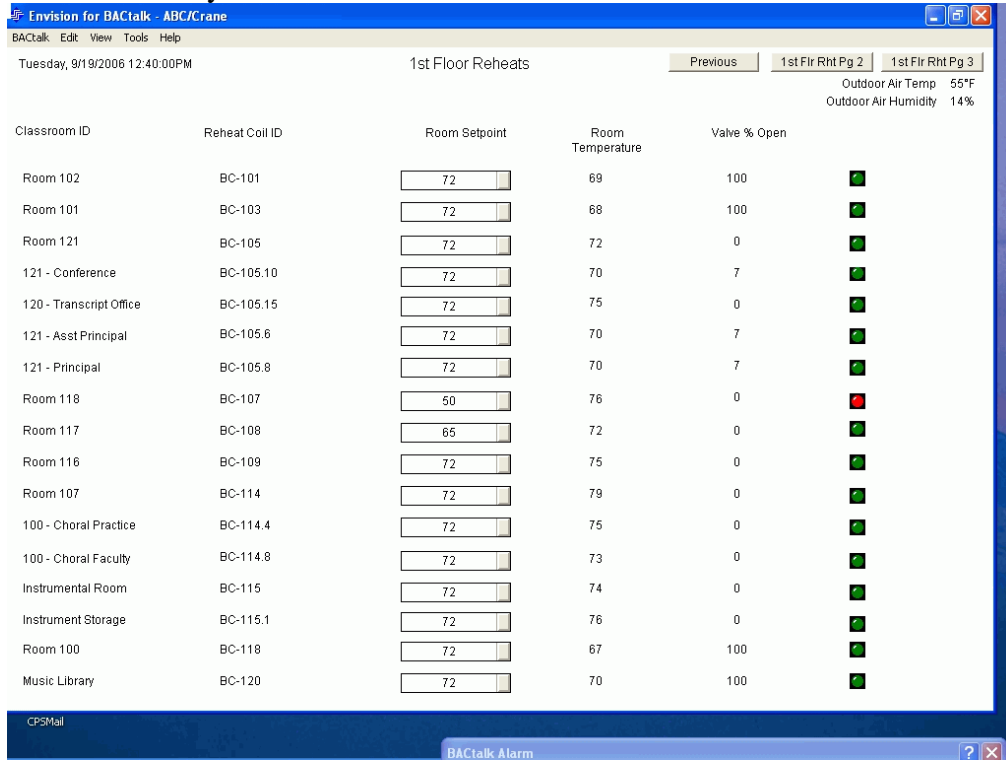 Envision for BACtalk - ABC/Crane
BACtalk Edit View Tools Help
Tuesday, 9/19/2006 12:40:00PM 1st Floor Reheats Previous 1st Flr Rht Pg 2 1st Flr Rht Pg 3
Outdoor Air Temp 55°F
Outdoor Air Humidity 14%
Classroom ID Reheat Coil ID Room Setpoint Room Temperature Valve % Open
Room 102 BC-101 72 69 100
Room 101 BC-103 72 68 100
Room 121 BC-105 72 72 0
121 - Conference BC-105.10 72 70 7
120 - Transcript Office BC-105.15 72 75 0
121 - Asst Principal BC-105.6 72 70 7
121 - Principal BC-105.8 72 70 7
Room 118 BC-107 50 76 0
Room 117 BC-108 65 72 0
Room 116 BC-109 72 75 0
Room 107 BC-114 72 79 0
100 - Choral Practice BC-114.4 72 75 0
100 - Choral Faculty BC-114.8 72 73 0
Instrumental Room BC-115 72 74 0
Instrument Storage BC-115.1 72 76 0
Room 100 BC-118 72 67 100
Music Library BC-120 72 70 100
CPSMail
BACtalk Alarm